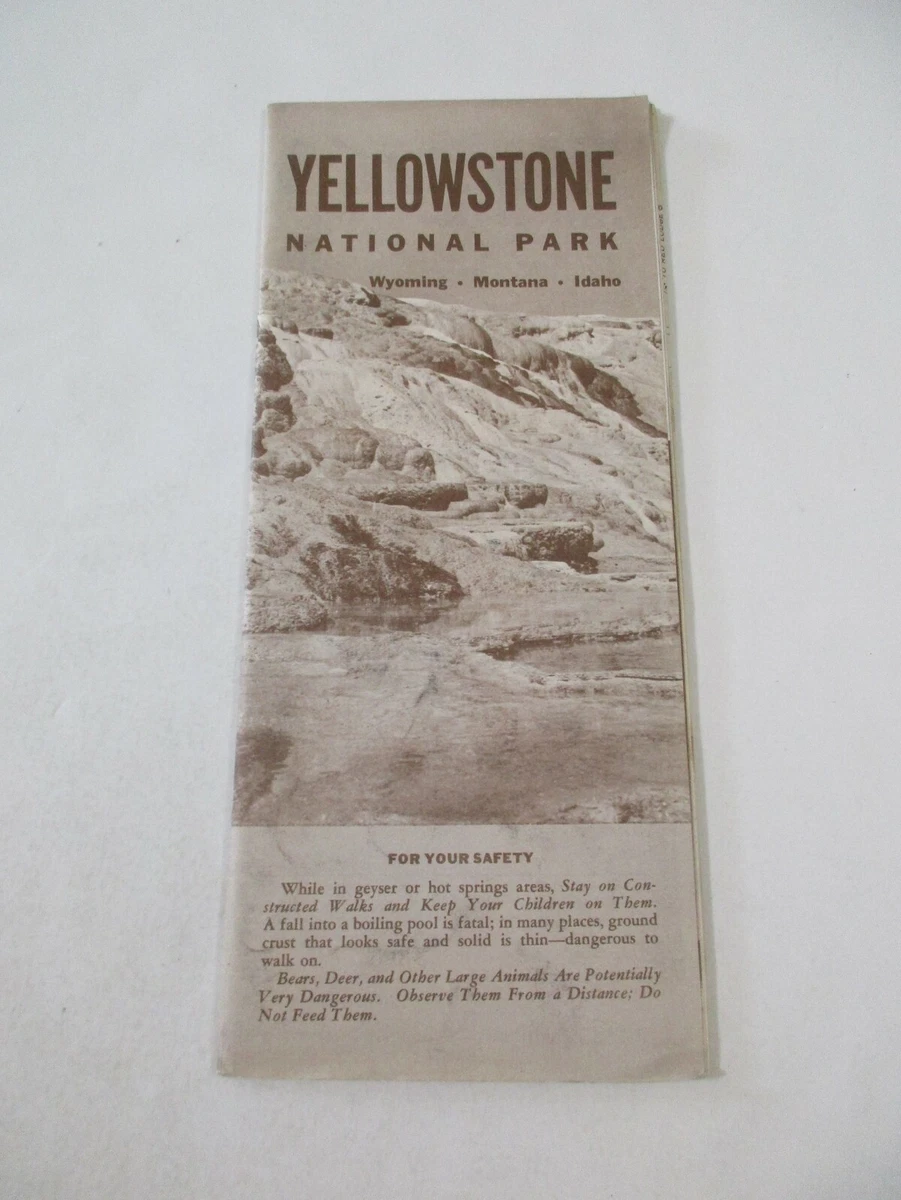 YELLOWSTONE
NATIONAL PARK
Wyoming • Montana • Idaho
FOR YOUR SAFETY
While in geyser or hot springs areas, Stay on Con-
structed Walks and Keep Your Children on Them.
A fall into a boiling pool is fatal; in many places, ground
crust that looks safe and solid is thin—dangerous to
walk on.
Bears, Deer, and Other Large Animals Are Potentially
Very Dangerous. Observe Them From a Distance; Do
Not Feed Them.